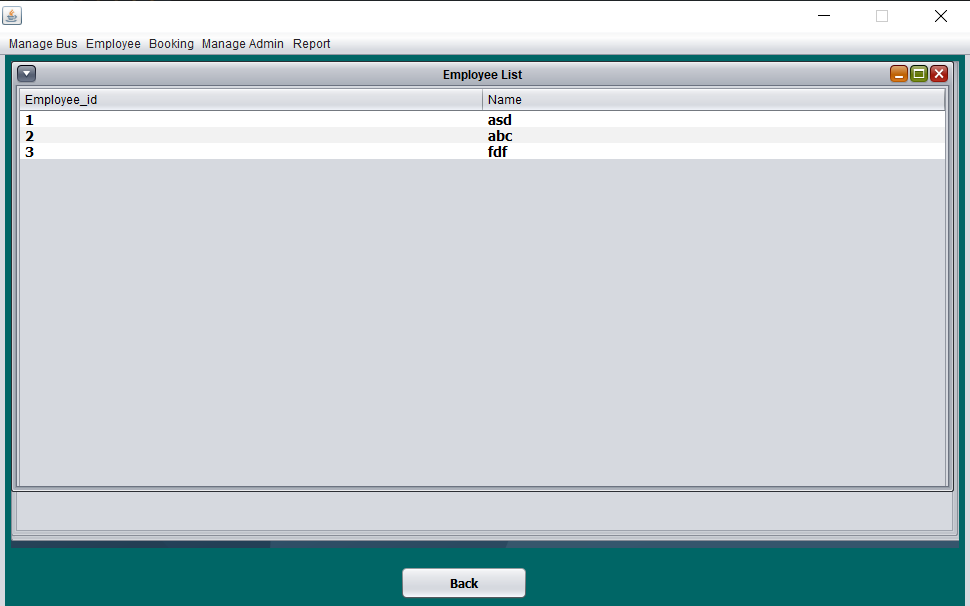 Manage Bus Employee Booking Manage Admin Report
Employee List
Employee_id Name
1 asd
2 abc
3 fdf
Back